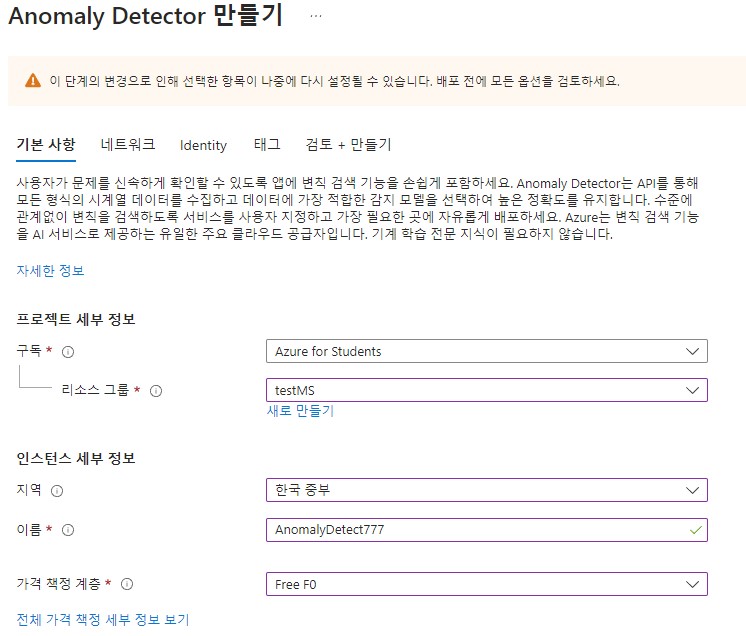 Anomaly Detector 만들기 ...
이 단계의 변경으로 인해 선택한 항목이 나중에 다시 설정될 수 있습니다. 배포 전에 모든 옵션을 검토하세요.
기본 사항 네트워크 Identity 태그 검토 + 만들기
사용자가 문제를 신속하게 확인할 수 있도록 앱에 변칙 검색 기능을 손쉽게 포함하세요. Anomaly Detector는 API를 통해
모든 형식의 시계열 데이터를 수집하고 데이터에 가장 적합한 감지 모델을 선택하여 높은 정확도를 유지합니다. 수준에
관계없이 변칙을 검색하도록 서비스를 사용자 지정하고 가장 필요한 곳에 자유롭게 배포하세요. Azure는 변칙 검색 기능
을 AI 서비스로 제공하는 유일한 주요 클라우드 공급자입니다. 기계 학습 전문 지식이 필요하지 않습니다.
자세한 정보
프로젝트 세부 정보
구독 * Azure for Students
리소스 그룹 * testMS
새로 만들기
인스턴스 세부 정보
지역 한국 중부
이름 * AnomalyDetect777
가격 책정 계층 * Free F0
전체 가격 책정 세부 정보 보기